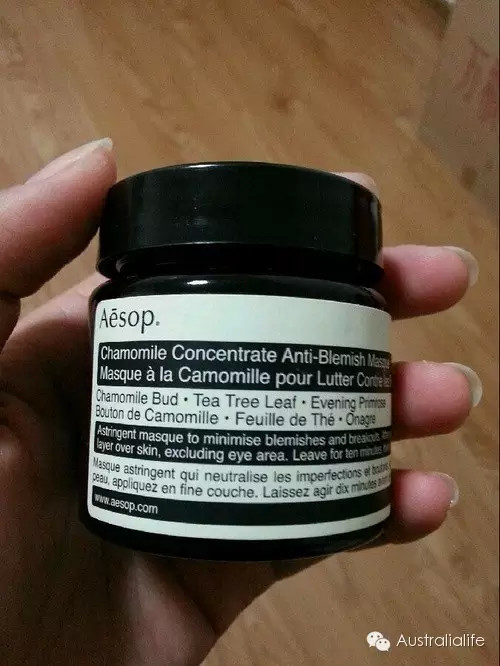 Aēsop.
Chamomile Concentrate Anti-Blemish Masque
Masque à la Camomille pour Lutter Contre
Chamomile Bud • Tea Tree Leaf • Evening Primrose
Bouton de Camomille • Feuille de Thé • Onagre
Astringent masque to minimise blemishes and breakouts.
layer over skin, excluding eye area. Leave for ten minutes
Masque astringent qui neutralise les imperfections et boutons
peau, appliquez en fine couche. Laissez agir dix minutes
www.aesop.com
Australialife